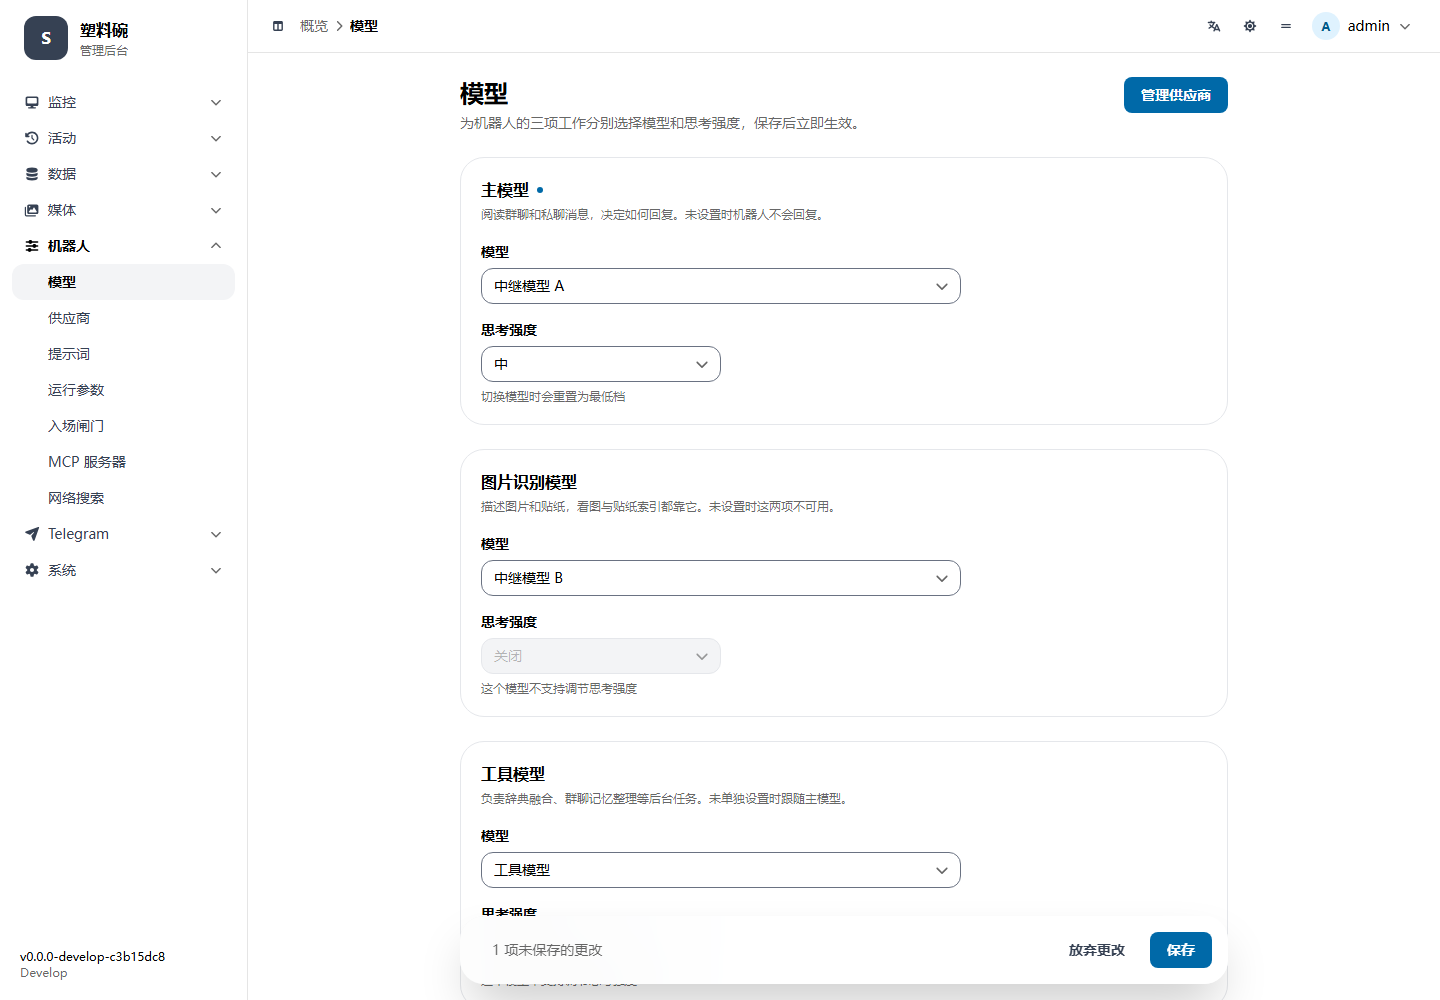 S
塑料碗
管理后台
监控
活动
数据
媒体
机器人
模型
供应商
提示词
运行参数
入场闸门
MCP 服务器
网络搜索
Telegram
系统
v0.0.0-develop-c3b15dc8
Develop
概览 > 模型
A admin
模型
管理供应商
为机器人的三项工作分别选择模型和思考强度，保存后立即生效。
主模型
阅读群聊和私聊消息，决定如何回复。未设置时机器人不会回复。
模型
中继模型 A
思考强度
中
切换模型时会重置为最低档
图片识别模型
描述图片和贴纸，看图与贴纸索引都靠它。未设置时这两项不可用。
模型
中继模型 B
思考强度
关闭
这个模型不支持调节思考强度
工具模型
负责辞典融合、群聊记忆整理等后台任务。未单独设置时跟随主模型。
模型
工具模型
思考强度
1 项未保存的更改
放弃更改
保存